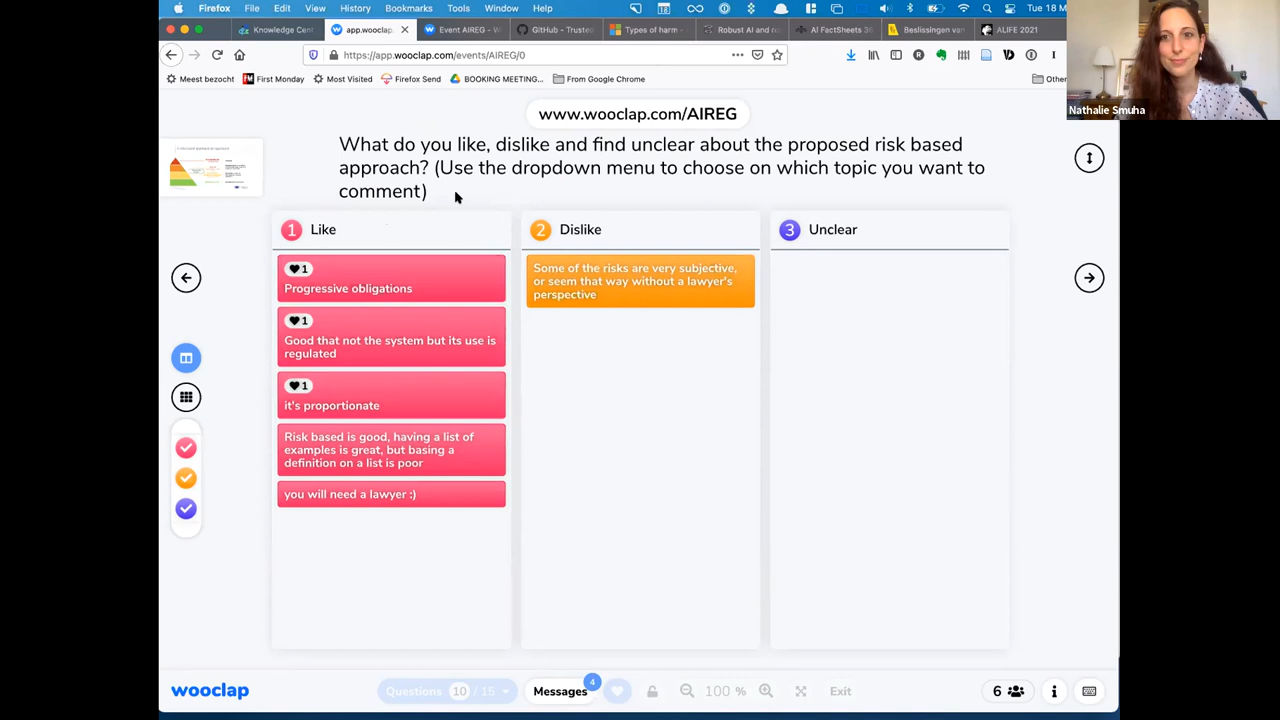 Firefox File Edit View History Bookmarks Tools Window Help 18 Tue 18 M
Knowledge Cent app.wooclap. Event AIREG - W GitHub - Trustec Types of harm - Robust AI and ro AI FactSheets 36 Beslissingen van ALIFE 2021
https://app.wooclap.com/events/AIREG/0
Meest bezocht First Monday Most Visited Firefox Send BOOKING MEETING... From Google Chrome Other
Nathalie Smuha
www.wooclap.com/AIREG
What do you like, dislike and find unclear about the proposed risk based
approach? (Use the dropdown menu to choose on which topic you want to
comment)
1 Like
1
Progressive obligations
1
Good that not the system but its use is
regulated
1
it's proportionate
Risk based is good, having a list of
examples is great, but basing a
definition on a list is poor
you will need a lawyer :)
2 Dislike
Some of the risks are very subjective,
or seem that way without a lawyer's
perspective
3 Unclear
wooclap Questions 10 / 15 Messages 4 100 % Exit 6